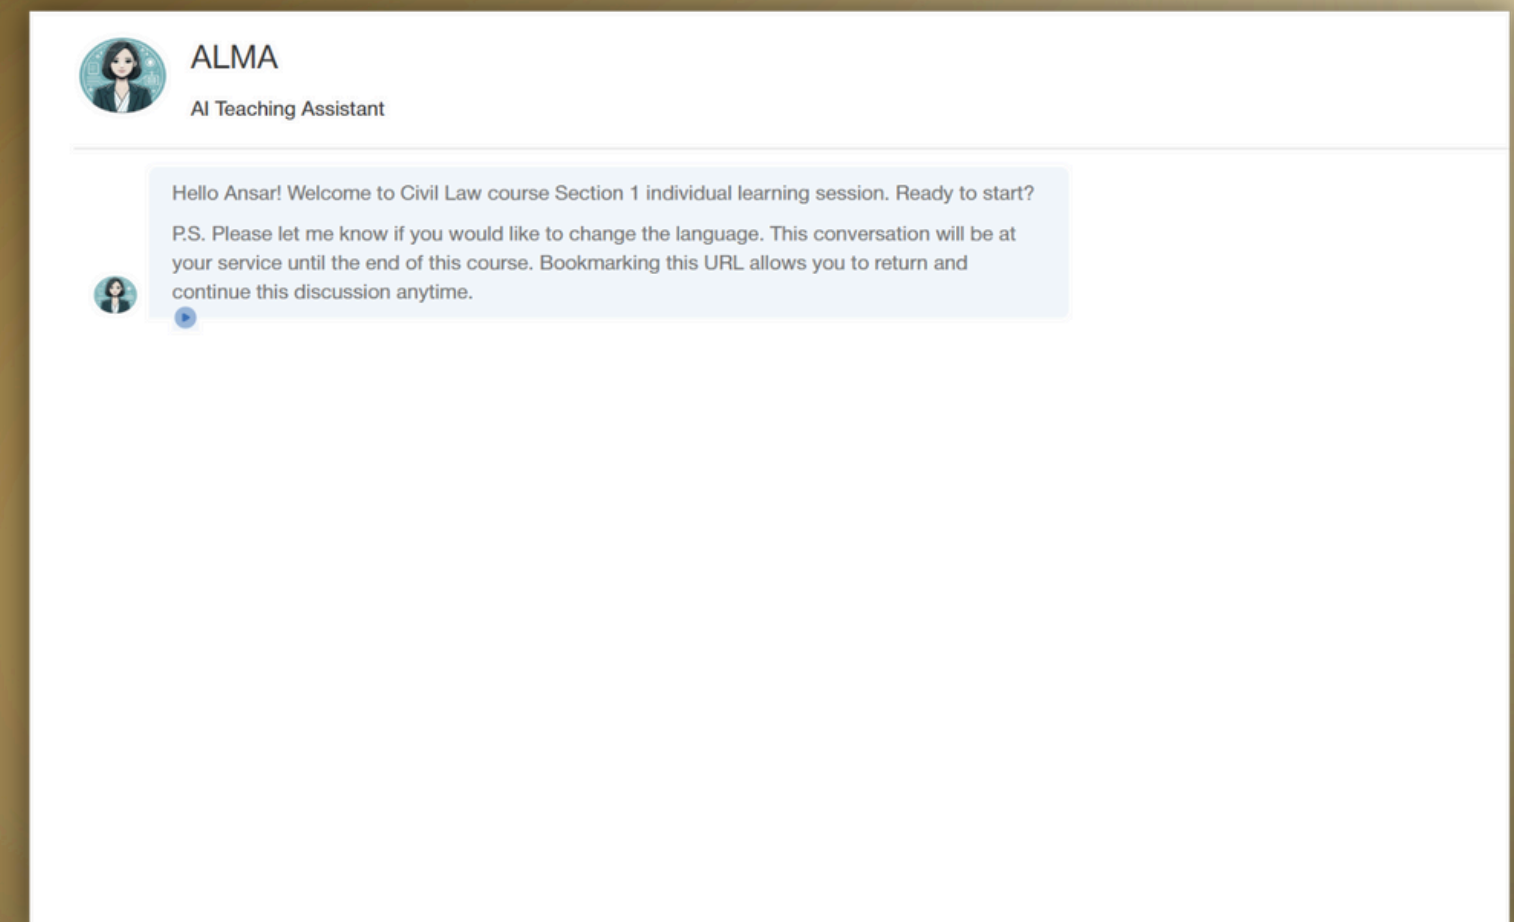 ALMA
AI Teaching Assistant
Hello Ansar! Welcome to Civil Law course Section 1 individual learning session. Ready to start?
P.S. Please let me know if you would like to change the language. This conversation will be at
your service until the end of this course. Bookmarking this URL allows you to return and
continue this discussion anytime.